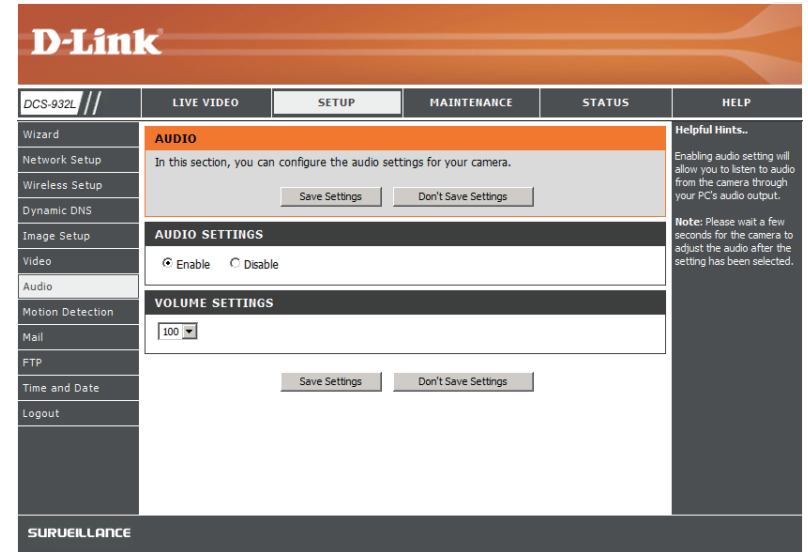 D-Link
DCS-932L
LIVE VIDEO
SETUP
MAINTENANCE
STATUS
HELP
Wizard
Network Setup
Wireless Setup
Dynamic DNS
Image Setup
Video
Audio
Motion Detection
Mail
FTP
Time and Date
Logout
AUDIO
In this section, you can configure the audio settings for your camera.
Save Settings
Don't Save Settings
AUDIO SETTINGS
Enable
Disable
VOLUME SETTINGS
100
Save Settings
Don't Save Settings
Helpful Hints..
Enabling audio setting will
allow you to listen to audio
from the camera through
your PC's audio output.
Note: Please wait a few
seconds for the camera to
adjust the audio after the
setting has been selected.
SURVEILLANCE